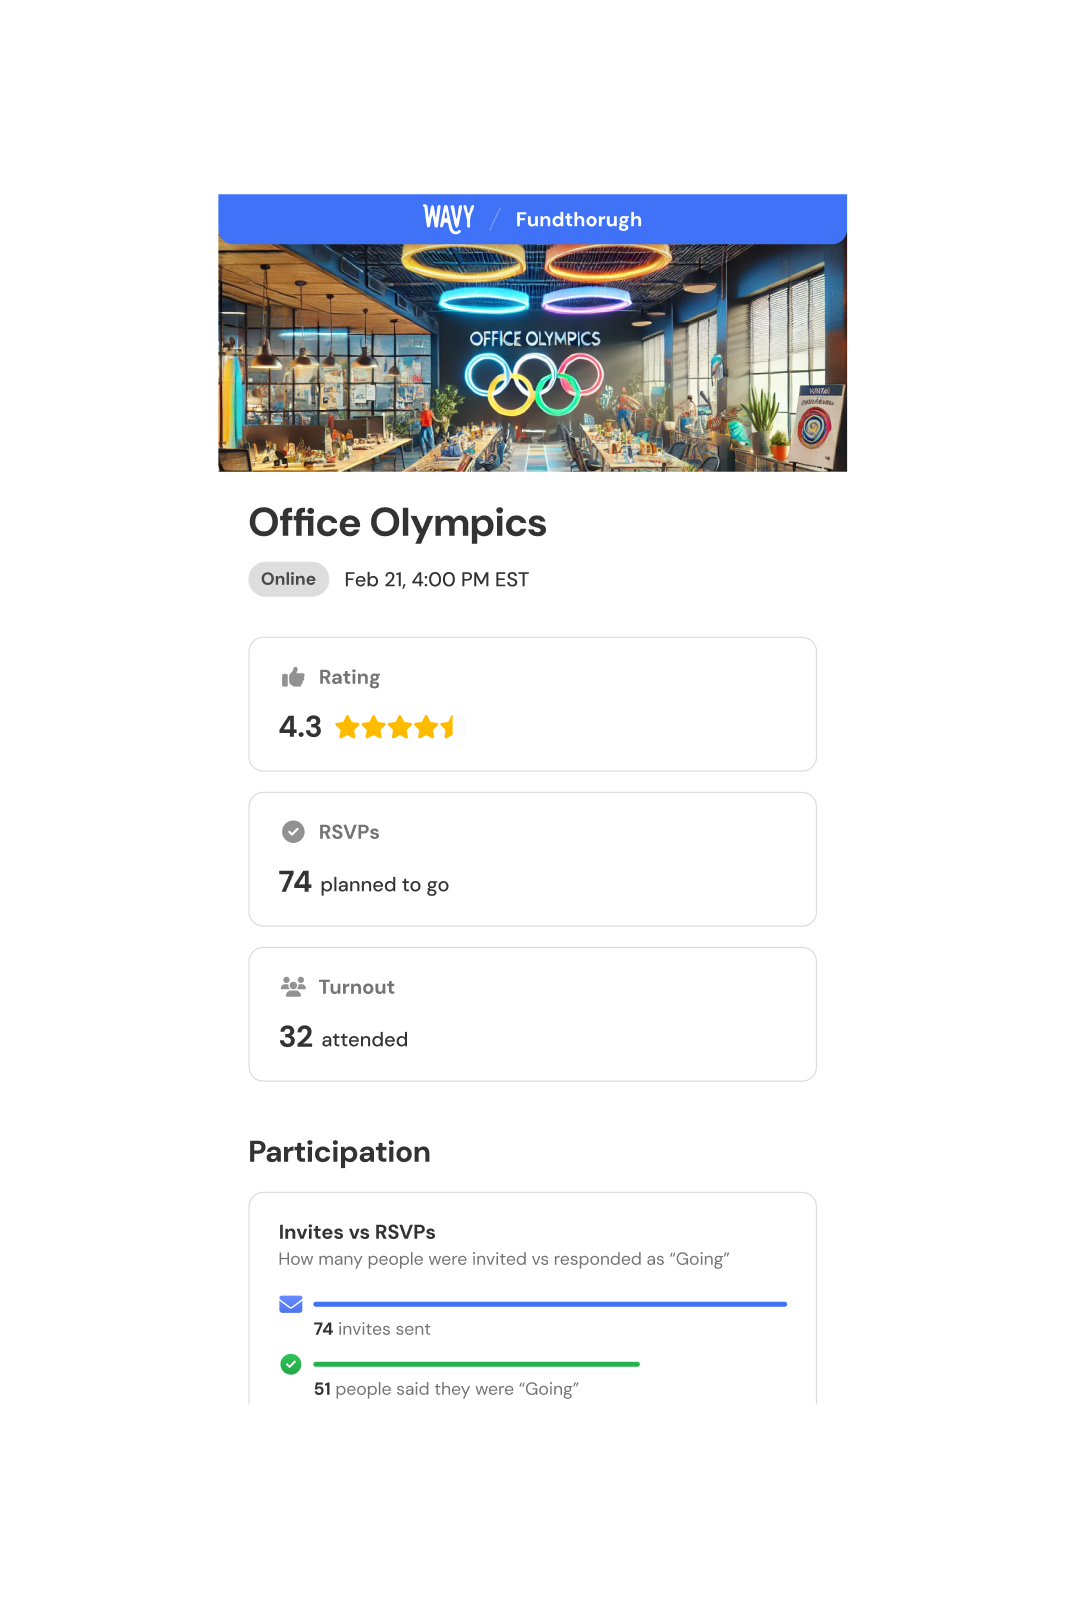 WAVY / Fundthorugh
OFFICE OLYMPICS
Office Olympics
Online Feb 21, 4:00 PM EST
Rating
4.3
RSVPs
74 planned to go
Turnout
32 attended
Participation
Invites vs RSVPs
How many people were invited vs responded as “Going”
74 invites sent
51 people said they were “Going”